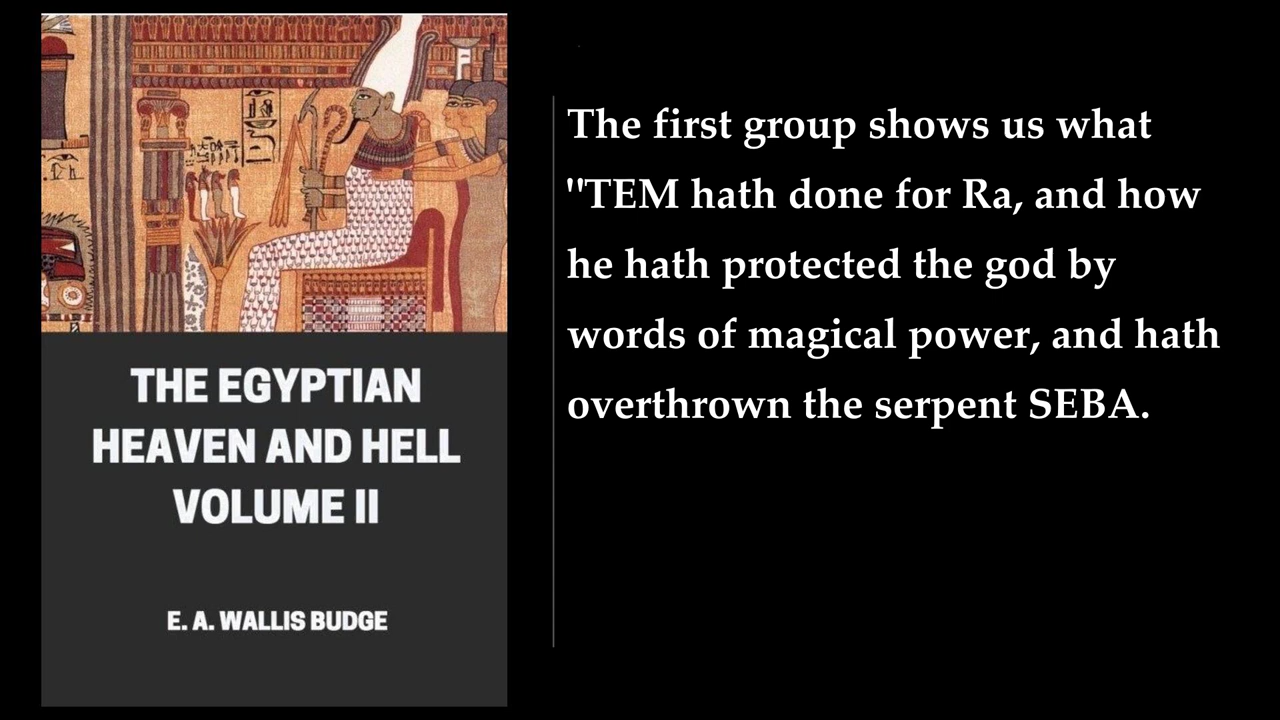 THE EGYPTIAN
HEAVEN AND HELL
VOLUME II
E. A. WALLIS BUDGE
The first group shows us what
"TEM hath done for Ra, and how
he hath protected the god by
words of magical power, and hath
overthrown the serpent SEBA.